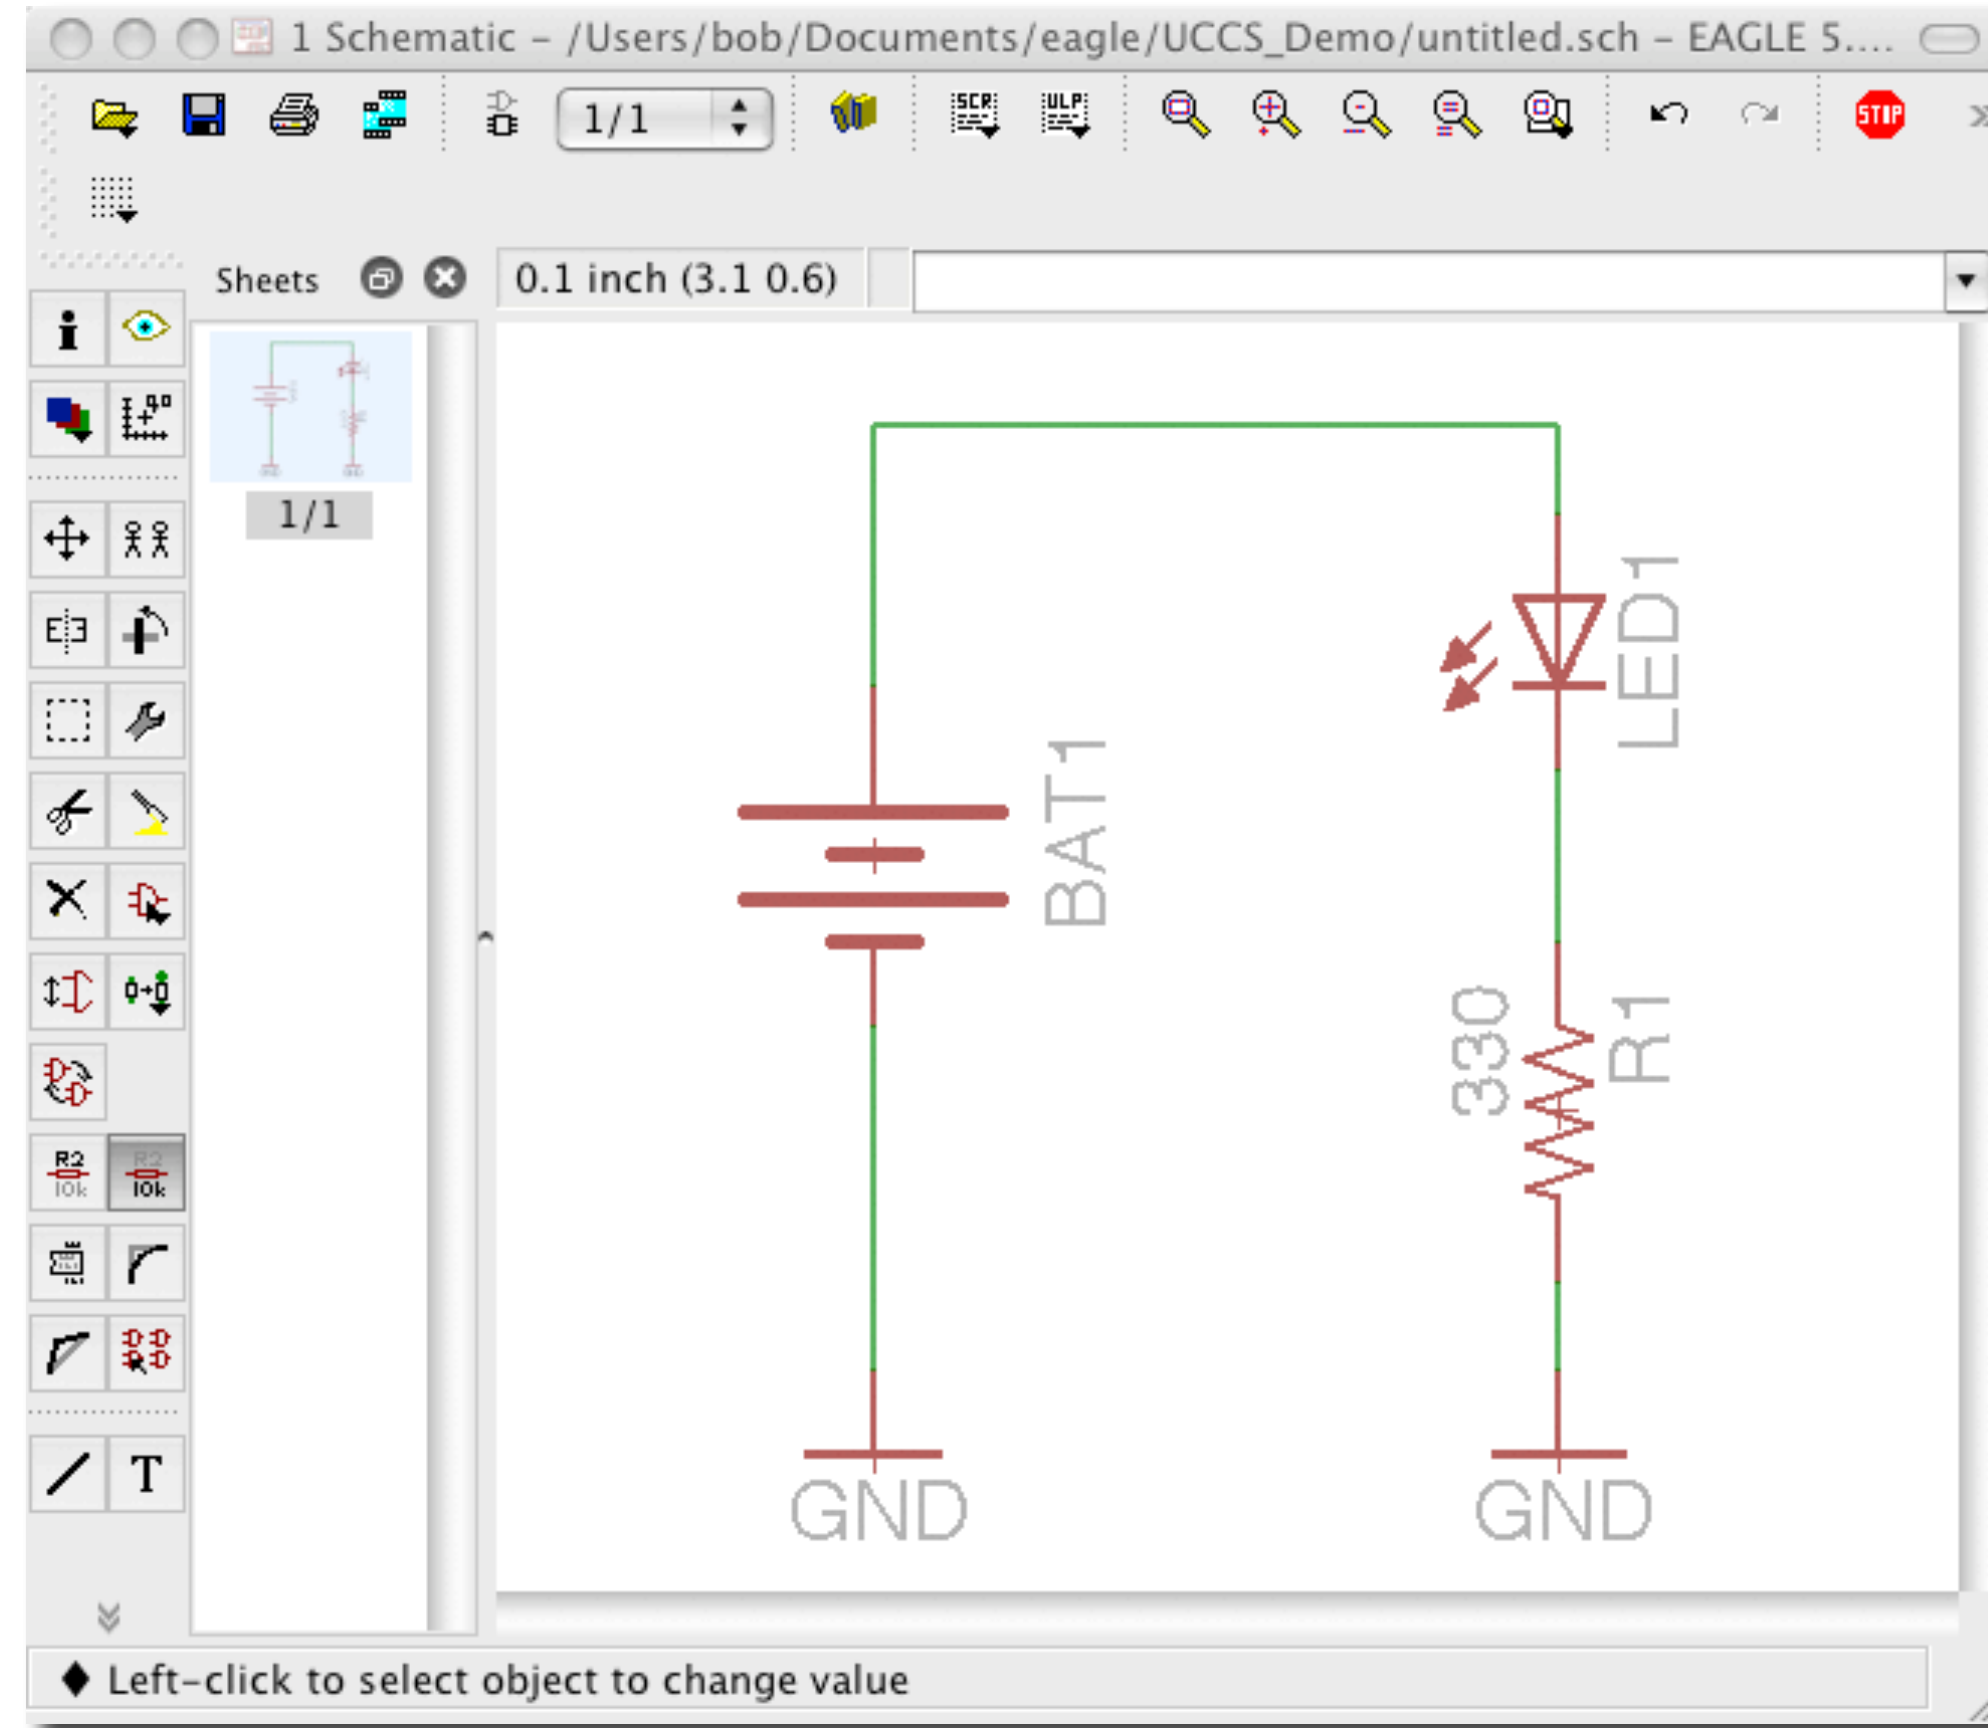 1 Schematic – /Users/bob/Documents/eagle/UCCS_Demo/untitled.sch – EAGLE 5....
1/1
SCR
ULP
STOP
Sheets
0.1 inch (3.1 0.6)
1/1
LED1
BAT1
330
R1
R2
10k
R2
10k
T
GND
GND
Left-click to select object to change value